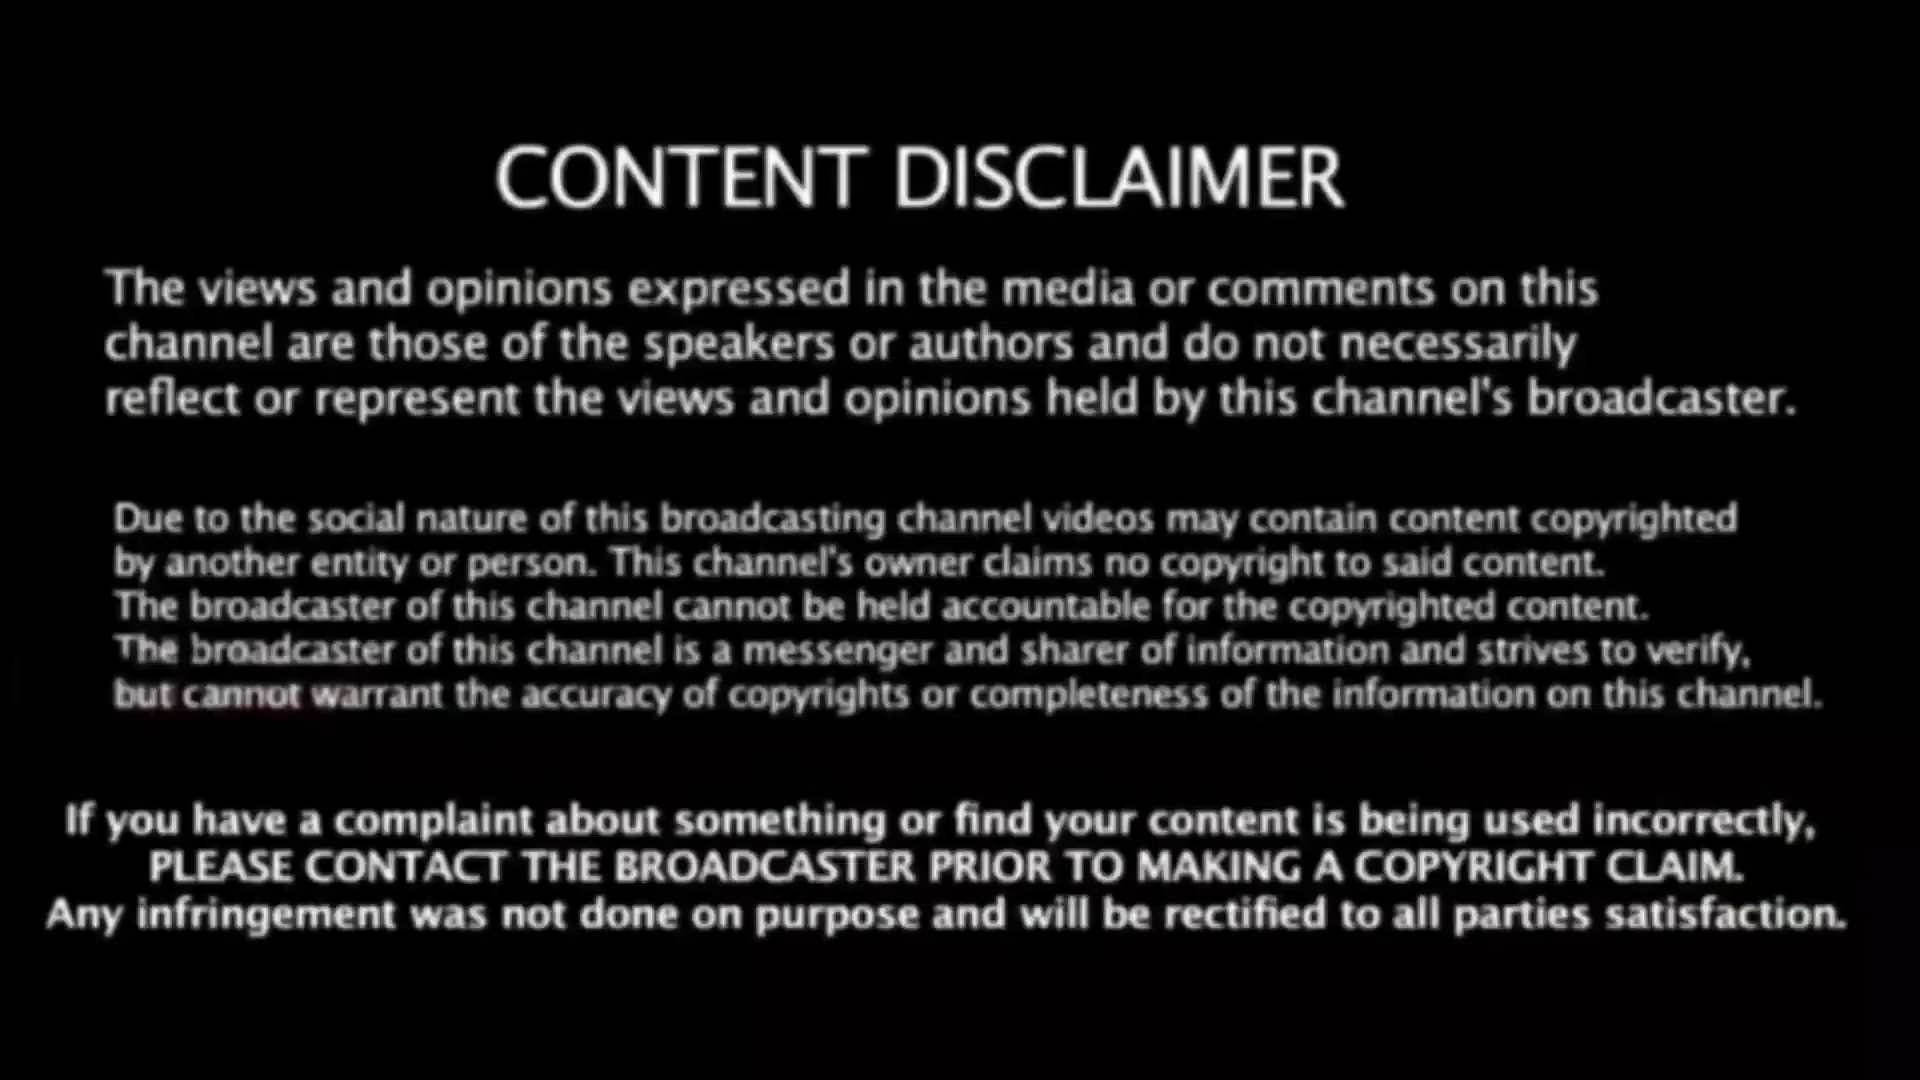 CONTENT DISCLAIMER
The views and opinions expressed in the media or comments on this
channel are those of the speakers or authors and do not necessarily
reflect or represent the views and opinions held by this channel's broadcaster.
Due to the social nature of this broadcasting channel videos may contain content copyrighted
by another entity or person. This channel's owner claims no copyright to said content.
The broadcaster of this channel cannot be held accountable for the copyrighted content.
The broadcaster of this channel is a messenger and sharer of information and strives to verify,
but cannot warrant the accuracy of copyrights or completeness of the information on this channel.
If you have a complaint about something or find your content is being used incorrectly,
PLEASE CONTACT THE BROADCASTER PRIOR TO MAKING A COPYRIGHT CLAIM.
Any infringement was not done on purpose and will be rectified to all parties satisfaction.